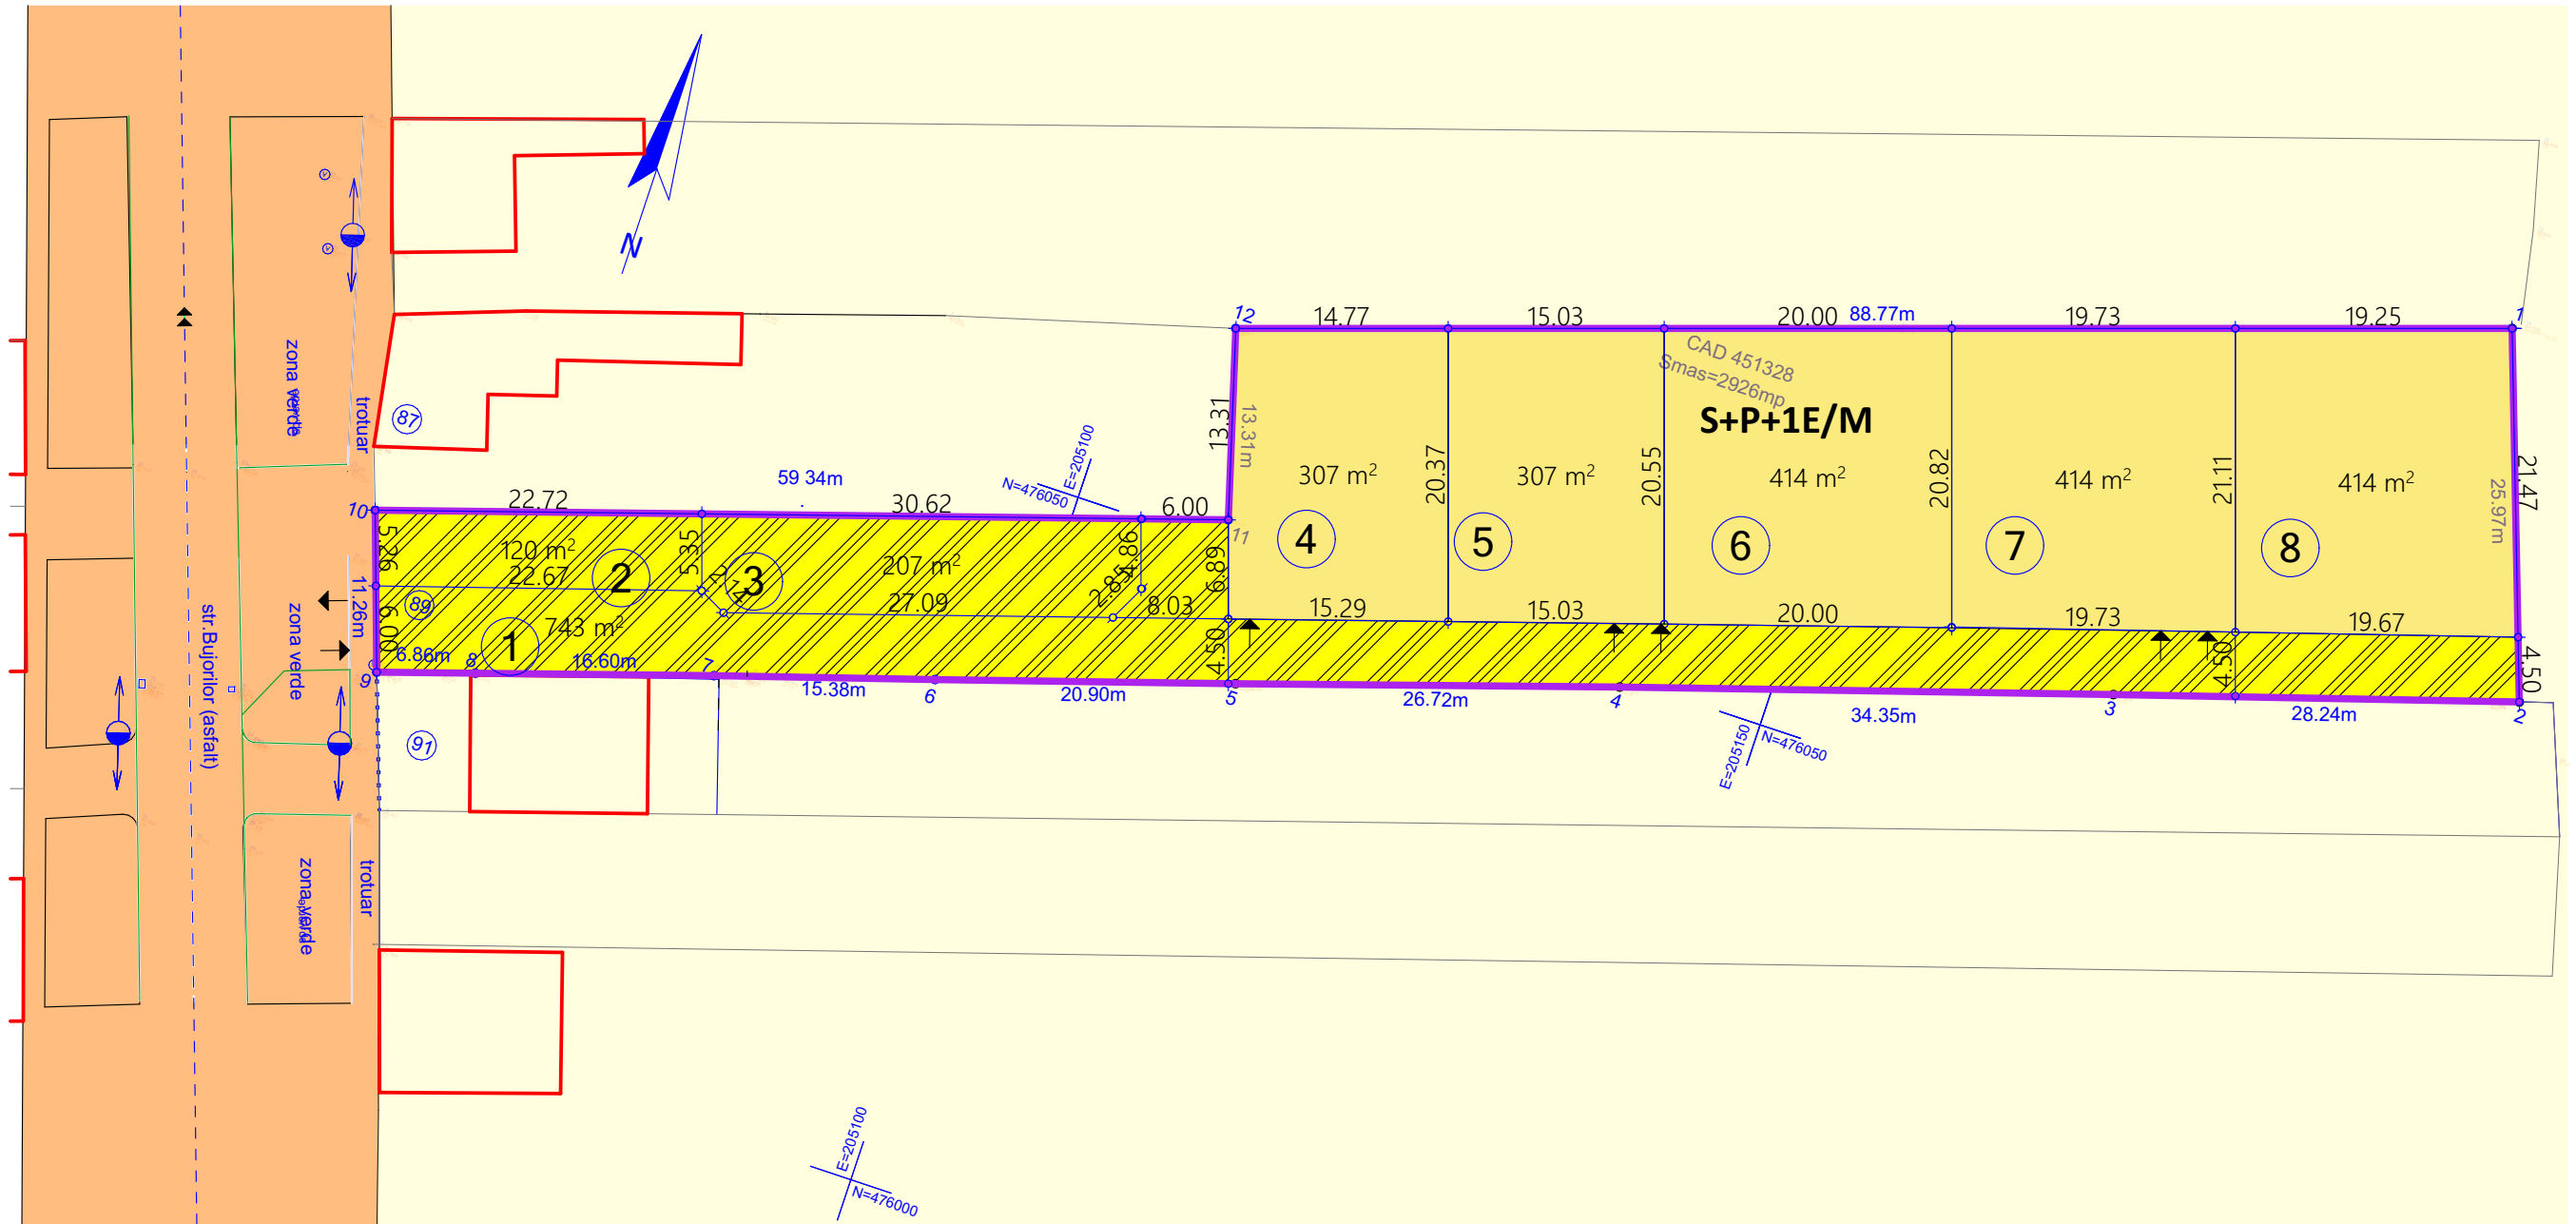 zona verde
trotuar
N
87
12
14.77
15.03
20.00
88.77m
19.73
19.25
1
CAD 451328
Smas=2926mp
S+P+1E/M
13.31
13.31m
E=205100
N=476050
59 34m
307 m²
20.37
307 m²
20.55
414 m²
20.82
414 m²
21.11
414 m²
21.47
25.97m
10
22.72
30.62
6.00
11
4
5
6
7
8
5.26
120 m²
22.67
2
5.35
3
207 m²
4.86
6.89
2.85
27.09
8.03
15.29
15.03
20.00
19.73
19.67
11.26m
89
6.00
743 m²
1
4.50
4.50
4.50
6.86m
8
16.60m
7
9
15.38m
6
20.90m
5
26.72m
4
34.35m
3
28.24m
2
E=205150
N=476050
zona verde
str.Bujorilor (asfalt)
91
zona verde
trotuar
E=205100
N=476000